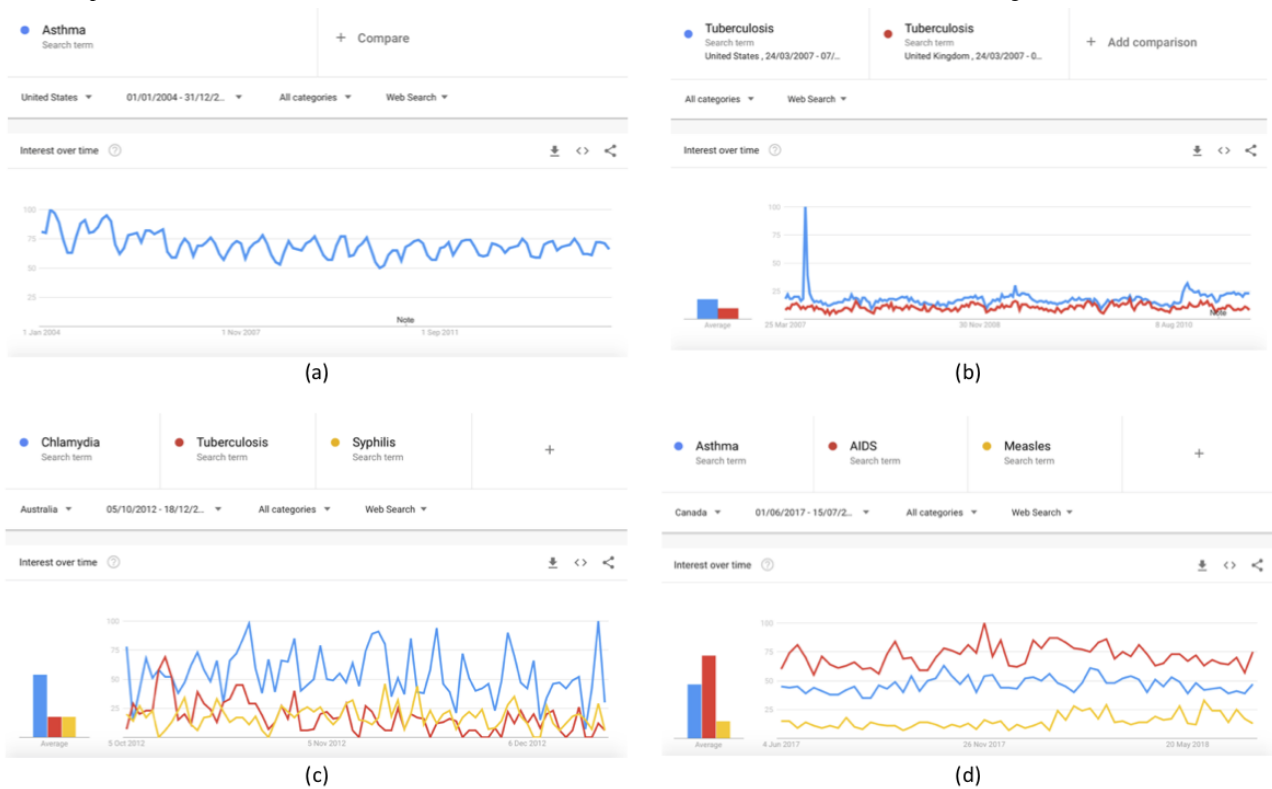 Asthma
Search term
+ Compare
United States
01/01/2004 - 31/12/2...
All categories
Web Search
Interest over time
100
75
50
25
Note
1 Jan 2004
1 Nov 2007
1 Sep 2011
(a)
Tuberculosis
Search term
United States , 24/03/2007 - 07/...
Tuberculosis
Search term
United Kingdom , 24/03/2007 - 0...
+ Add comparison
All categories
Web Search
Interest over time
100
75
50
25
Average
25 Mar 2007
30 Nov 2008
8 Aug 2010
Note
(b)
Chlamydia
Search term
Tuberculosis
Search term
Syphilis
Search term
+
Australia
05/10/2012 - 18/12/2...
All categories
Web Search
Interest over time
100
75
50
25
Average
5 Oct 2012
5 Nov 2012
6 Dec 2012
(c)
Asthma
Search term
AIDS
Search term
Measles
Search term
+
Canada
01/06/2017 - 15/07/2...
All categories
Web Search
Interest over time
100
75
50
25
Average
4 Jun 2017
26 Nov 2017
20 May 2018
(d)